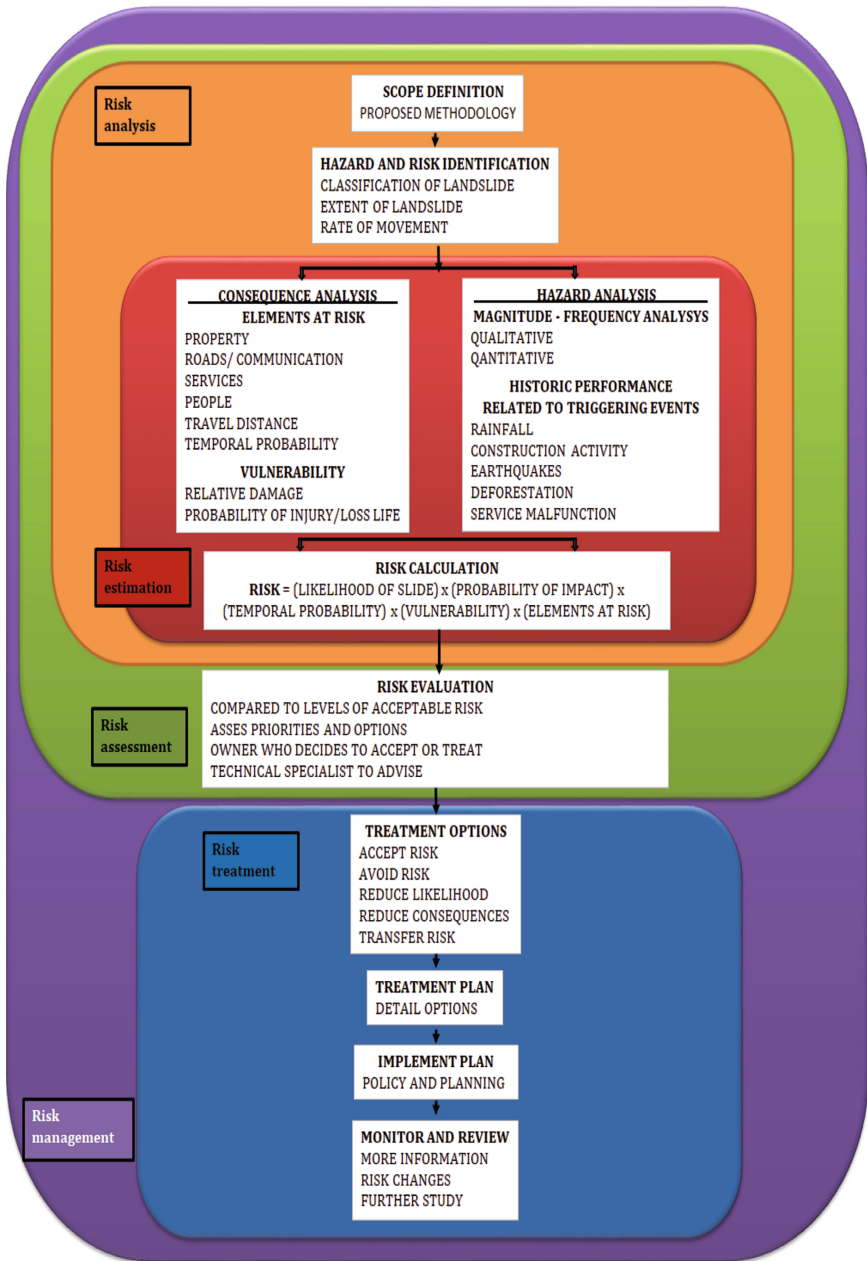 Risk
analysis
SCOPE DEFINITION
PROPOSED METHODOLOGY
HAZARD AND RISK IDENTIFICATION
CLASSIFICATION OF LANDSLIDE
EXTENT OF LANDSLIDE
RATE OF MOVEMENT
CONSEQUENCE ANALYSIS
ELEMENTS AT RISK
PROPERTY
ROADS/ COMMUNICATION
SERVICES
PEOPLE
TRAVEL DISTANCE
TEMPORAL PROBABILITY
VULNERABILITY
RELATIVE DAMAGE
PROBABILITY OF INJURY/LOSS LIFE
HAZARD ANALYSIS
MAGNITUDE - FREQUENCY ANALYSYS
QUALITATIVE
QANTITATIVE
HISTORIC PERFORMANCE
RELATED TO TRIGGERING EVENTS
RAINFALL
CONSTRUCTION ACTIVITY
EARTHQUAKES
DEFORESTATION
SERVICE MALFUNCTION
Risk
estimation
RISK CALCULATION
RISK = (LIKELIHOOD OF SLIDE) x (PROBABILITY OF IMPACT) x
(TEMPORAL PROBABILITY) x (VULNERABILITY) x (ELEMENTS AT RISK)
Risk
assessment
RISK EVALUATION
COMPARED TO LEVELS OF ACCEPTABLE RISK
ASSES PRIORITIES AND OPTIONS
OWNER WHO DECIDES TO ACCEPT OR TREAT
TECHNICAL SPECIALIST TO ADVISE
Risk
treatment
TREATMENT OPTIONS
ACCEPT RISK
AVOID RISK
REDUCE LIKELIHOOD
REDUCE CONSEQUENCES
TRANSFER RISK
TREATMENT PLAN
DETAIL OPTIONS
IMPLEMENT PLAN
POLICY AND PLANNING
Risk
management
MONITOR AND REVIEW
MORE INFORMATION
RISK CHANGES
FURTHER STUDY